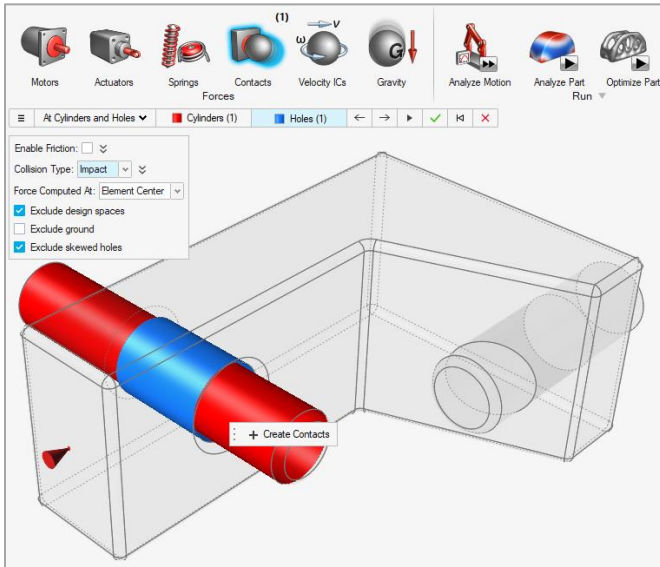 (1)
V
ω
G
Motors Actuators Springs Contacts Velocity ICs Gravity Analyze Motion Analyze Part Optimize Part
Forces Run
At Cylinders and Holes Cylinders (1) Holes (1)
Enable Friction:
Collision Type: Impact
Force Computed At: Element Center
Exclude design spaces
Exclude ground
Exclude skewed holes
+ Create Contacts